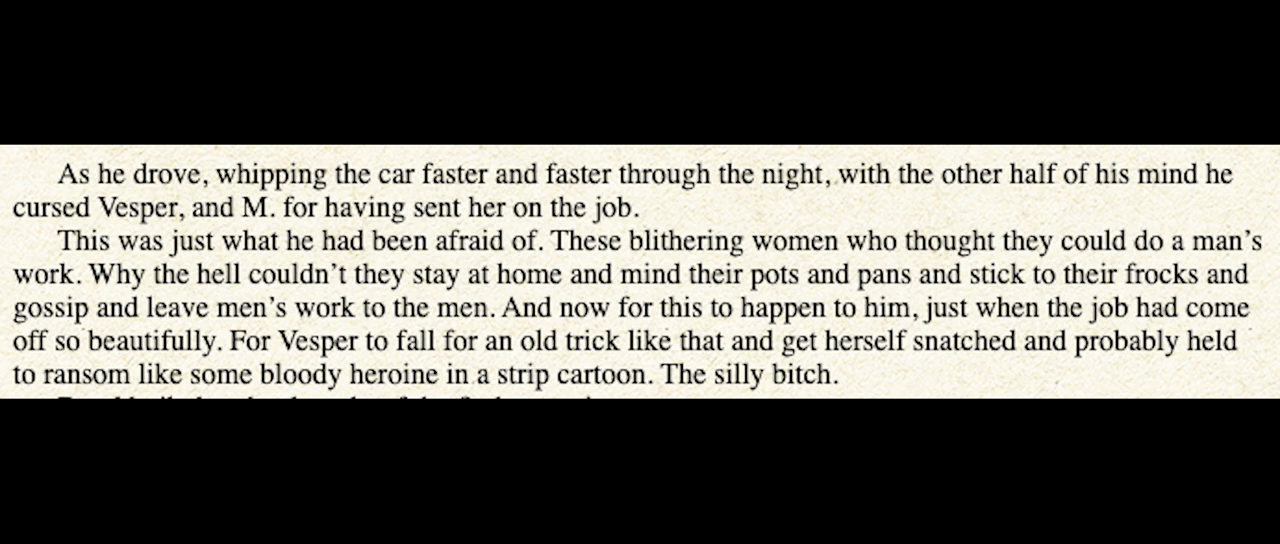 As he drove, whipping the car faster and faster through the night, with the other half of his mind he
cursed Vesper, and M. for having sent her on the job.
This was just what he had been afraid of. These blithering women who thought they could do a man’s
work. Why the hell couldn’t they stay at home and mind their pots and pans and stick to their frocks and
gossip and leave men’s work to the men. And now for this to happen to him, just when the job had come
off so beautifully. For Vesper to fall for an old trick like that and get herself snatched and probably held
to ransom like some bloody heroine in a strip cartoon. The silly bitch.